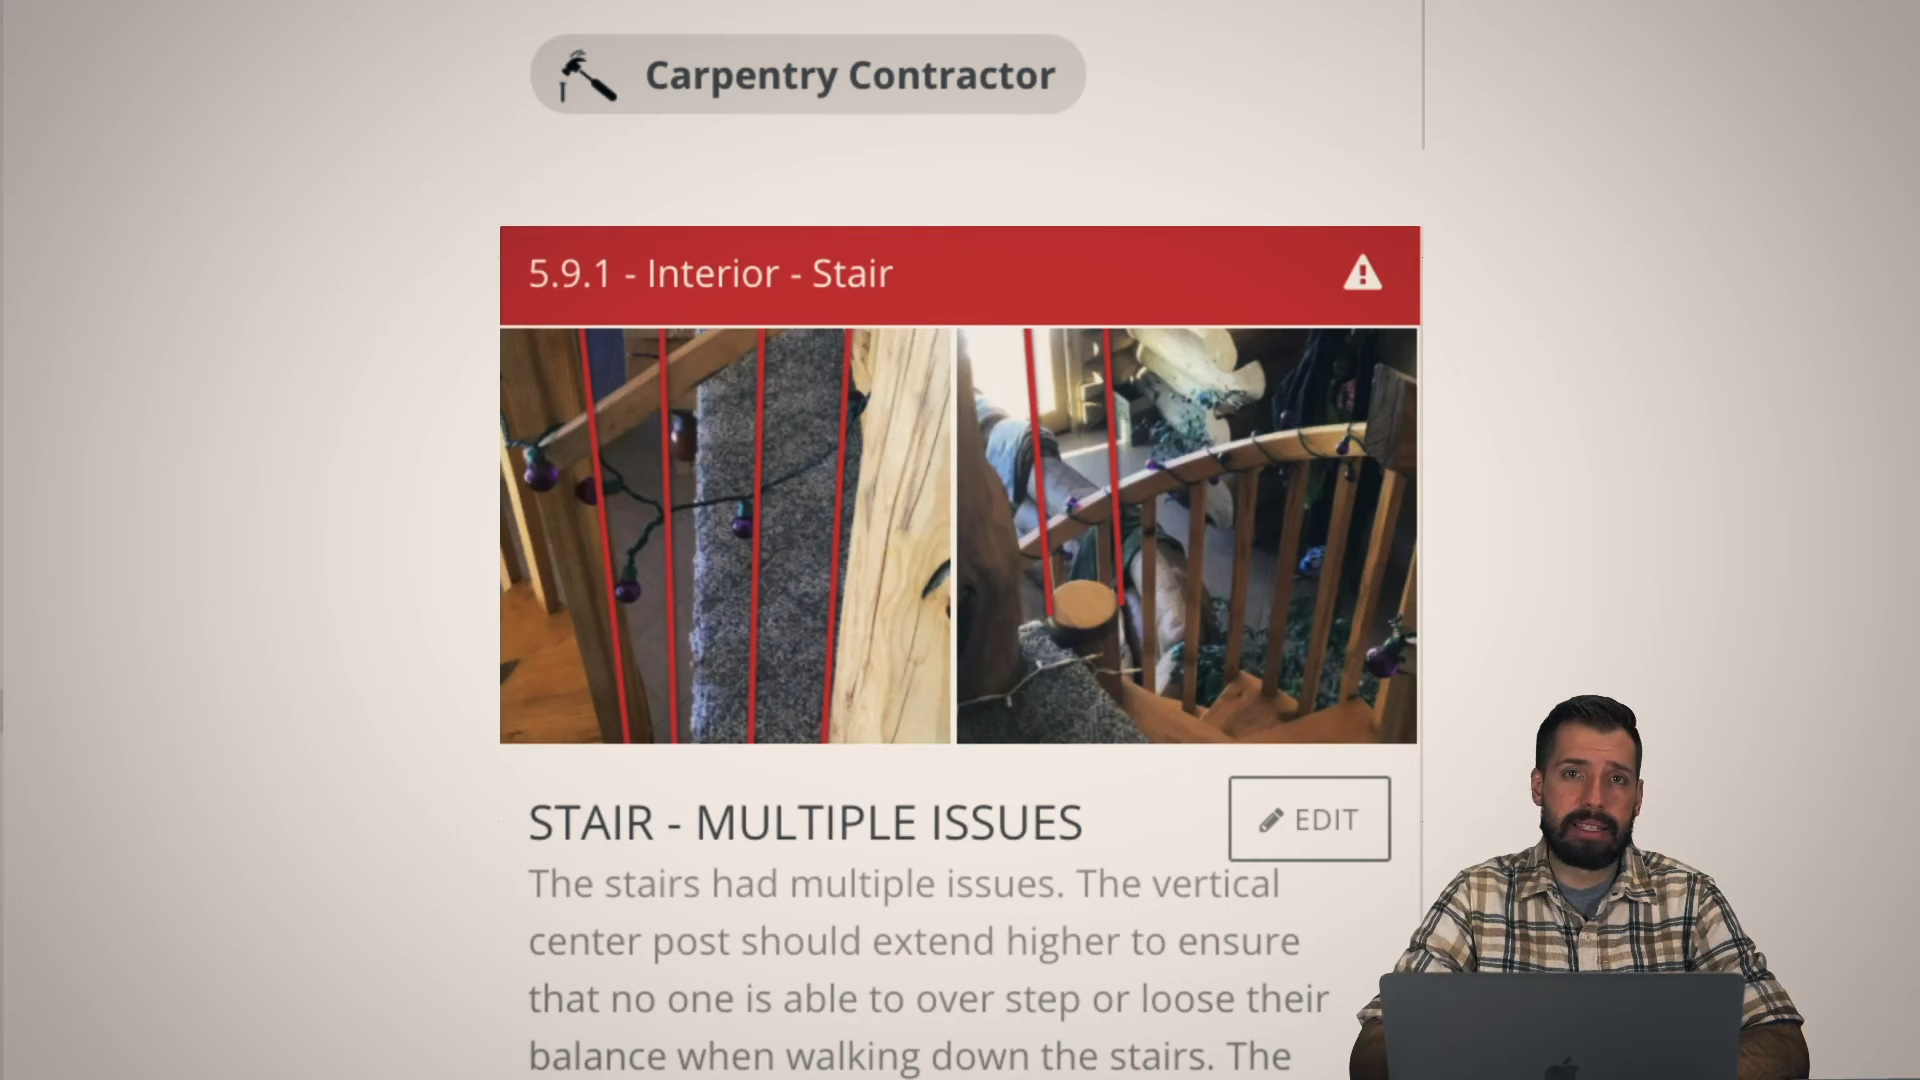 Carpentry Contractor
5.9.1 - Interior - Stair
STAIR - MULTIPLE ISSUES
EDIT
The stairs had multiple issues. The vertical
center post should extend higher to ensure
that no one is able to over step or loose their
balance when walking down the stairs. The